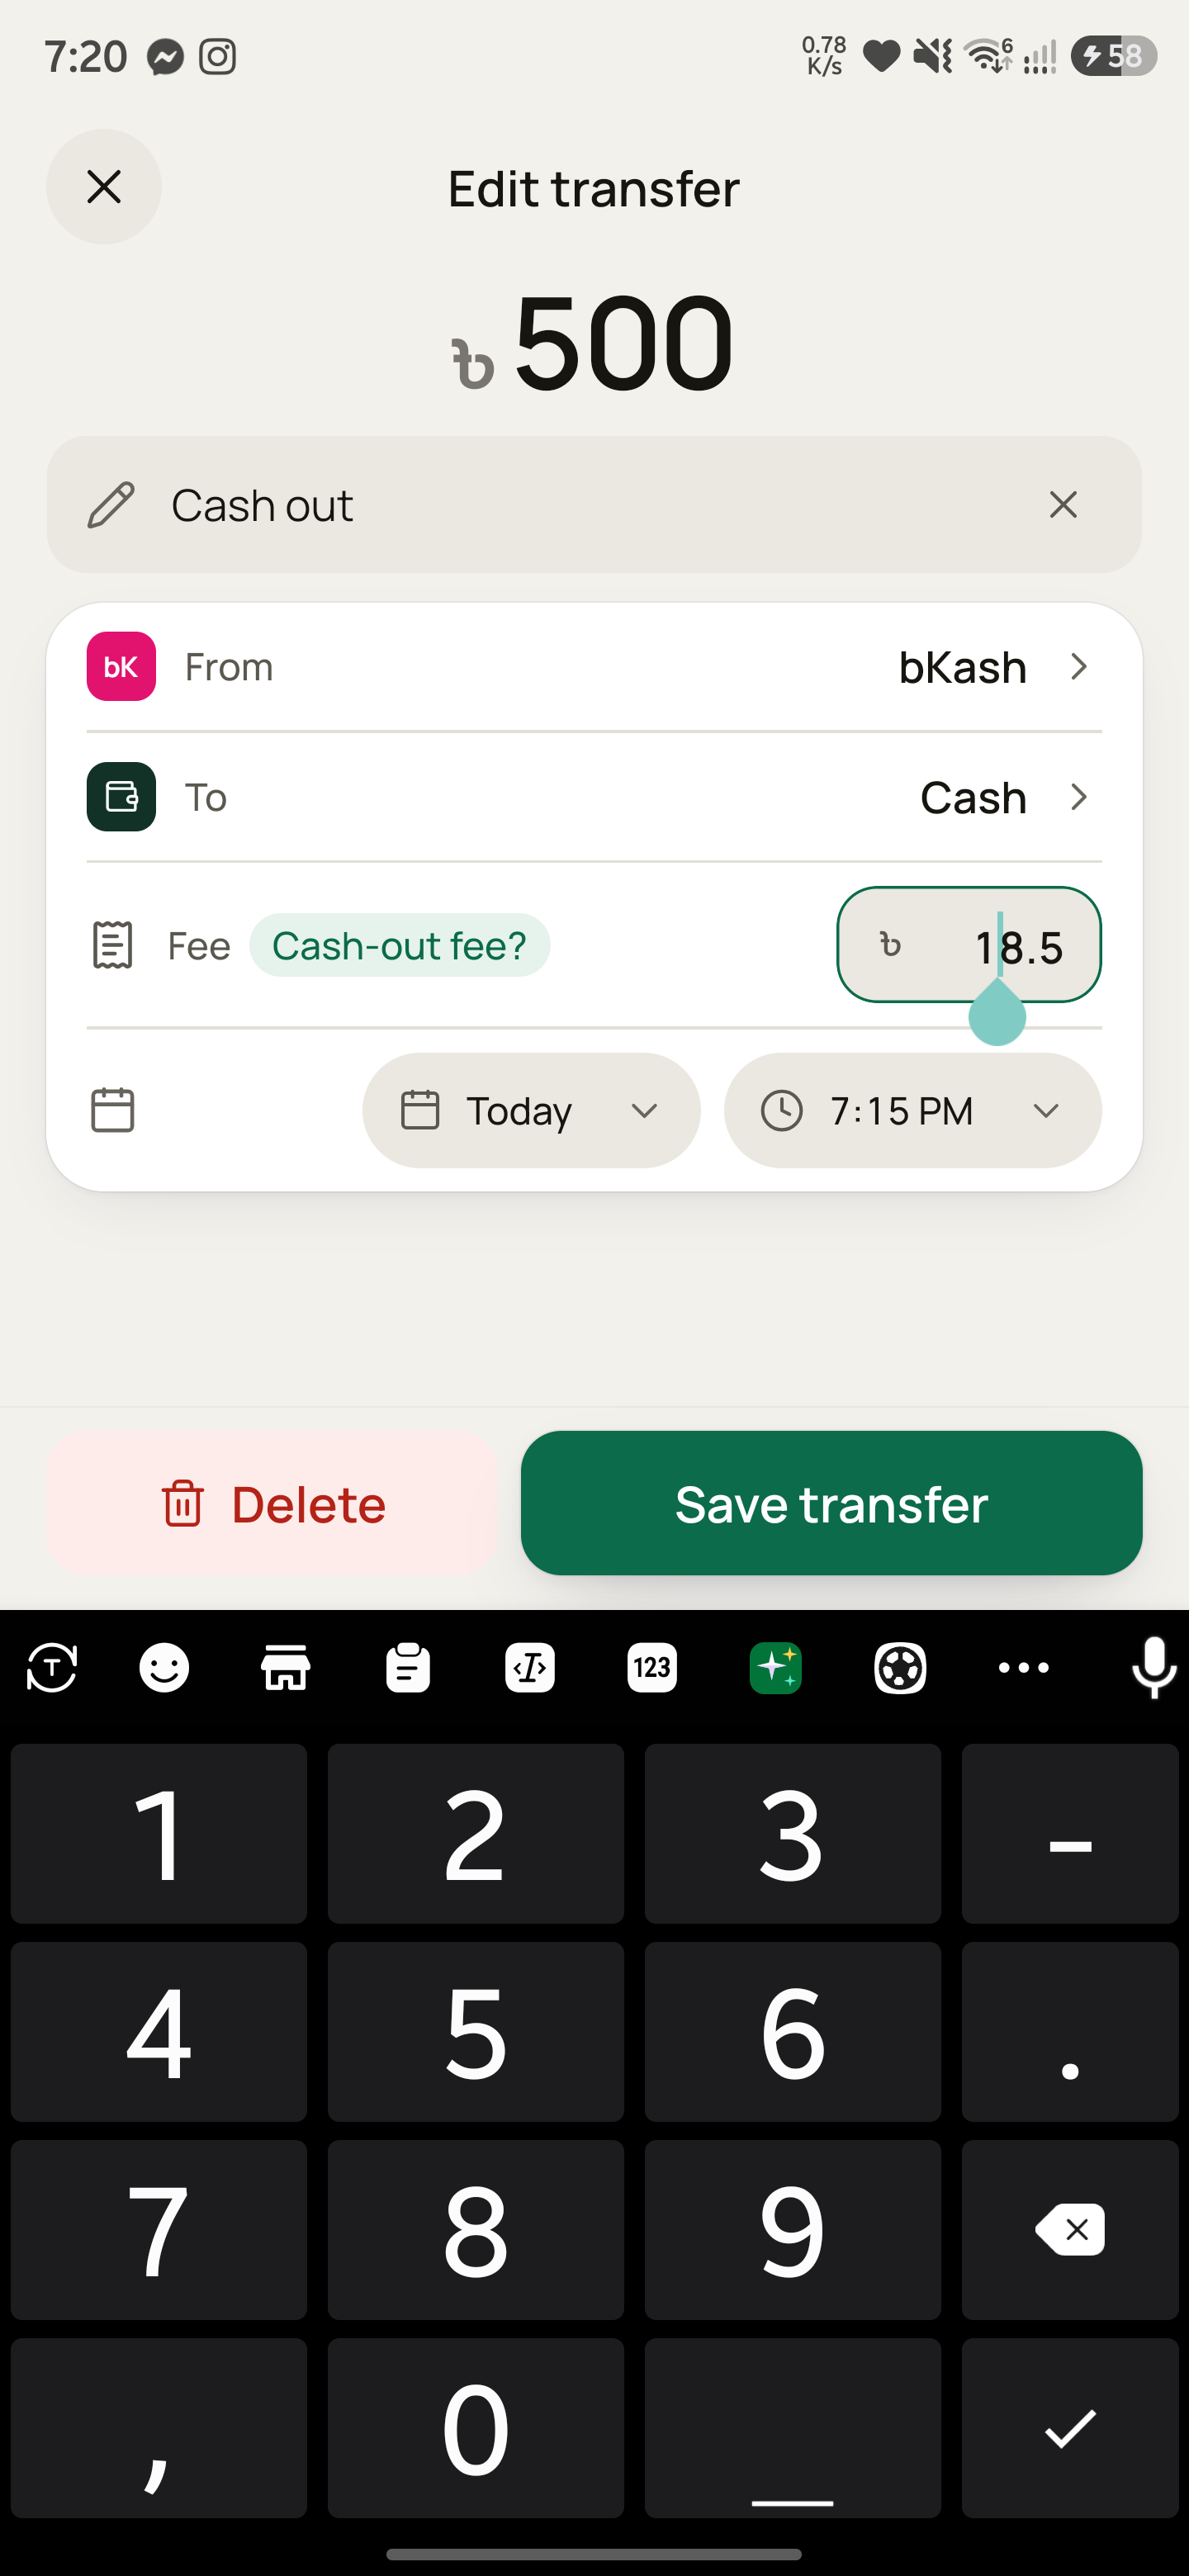 7:20
0.78
K/s
6
58
Edit transfer
৳ 500
Cash out
bK From bKash
To Cash
Fee Cash-out fee? ৳ 18.5
Today 7:15 PM
Delete Save transfer
T 123
1 2 3 -
4 5 6 .
7 8 9
, 0